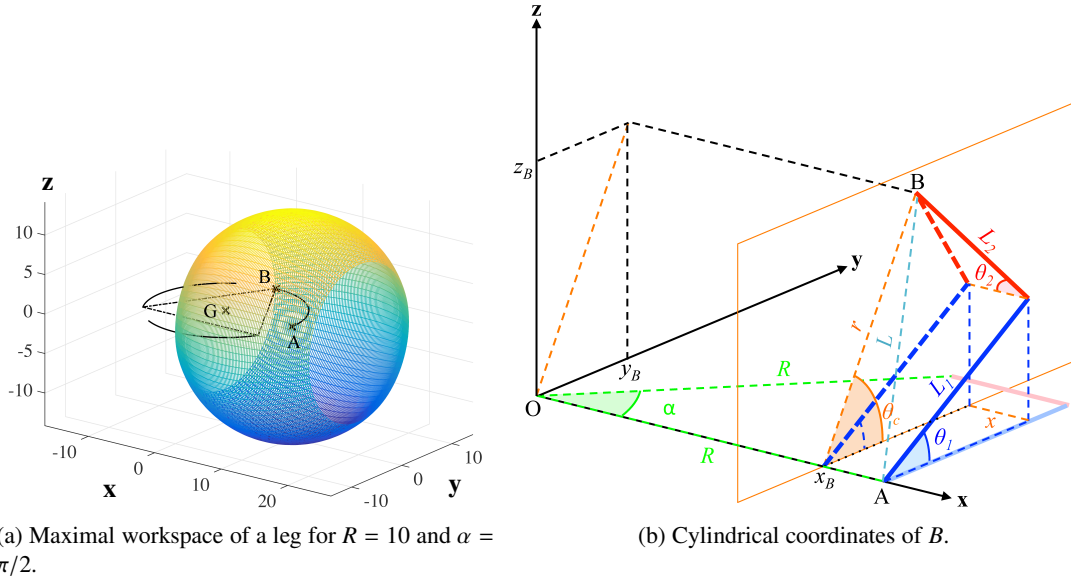 z
10
5
0
-5
-10
B
G
A
-10
0
10
20
x
-10
0
10
y
(a) Maximal workspace of a leg for R = 10 and α =
π/2.
z
z_B
B
L_2
θ_2
y
r
L
y_B
R
L_1
O
α
θ_c
x
R
θ_1
x_B
A
x
(b) Cylindrical coordinates of B.